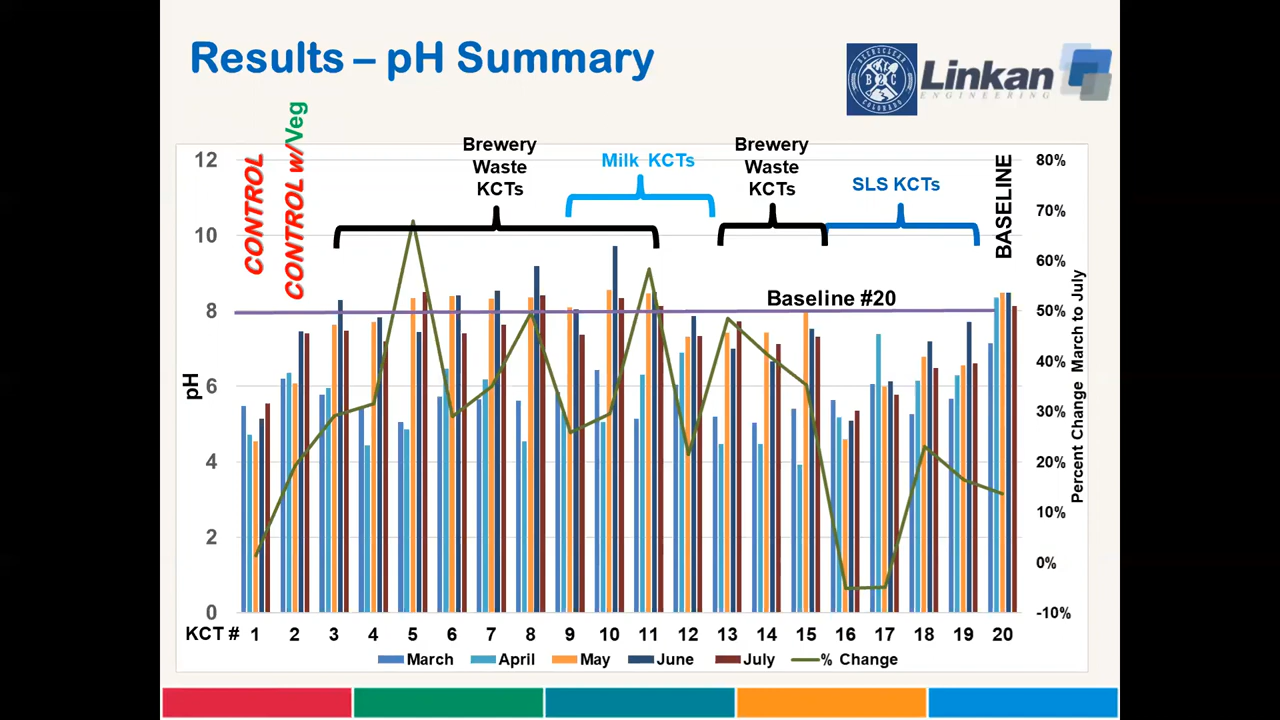 Results – pH Summary
Linkan
ENGINEERING
B2C
COLORADO
CONTROL
CONTROL w/Veg
Brewery
Waste
KCTs
Milk KCTs
Brewery
Waste
KCTs
SLS KCTs
BASELINE
Baseline #20
pH
12
10
8
6
4
2
0
80%
70%
60%
50%
40%
30%
20%
10%
0%
-10%
Percent Change March to July
KCT # 1 2 3 4 5 6 7 8 9 10 11 12 13 14 15 16 17 18 19 20
March April May June July % Change